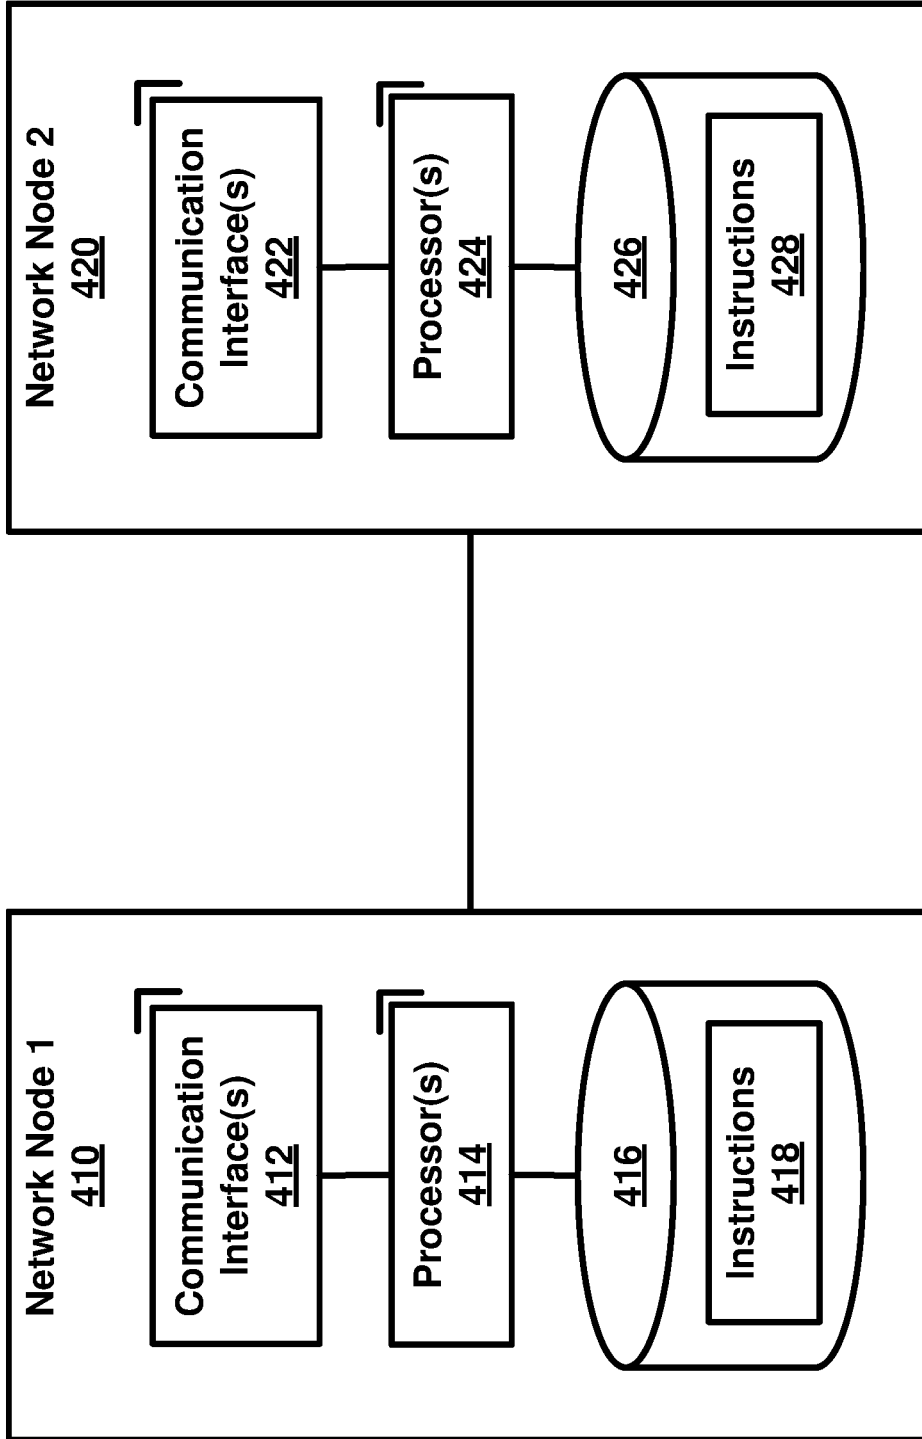 Network Node 1
410
Communication
Interface(s)
412
Processor(s)
414
416
Instructions
418
Network Node 2
420
Communication
Interface(s)
422
Processor(s)
424
426
Instructions
428